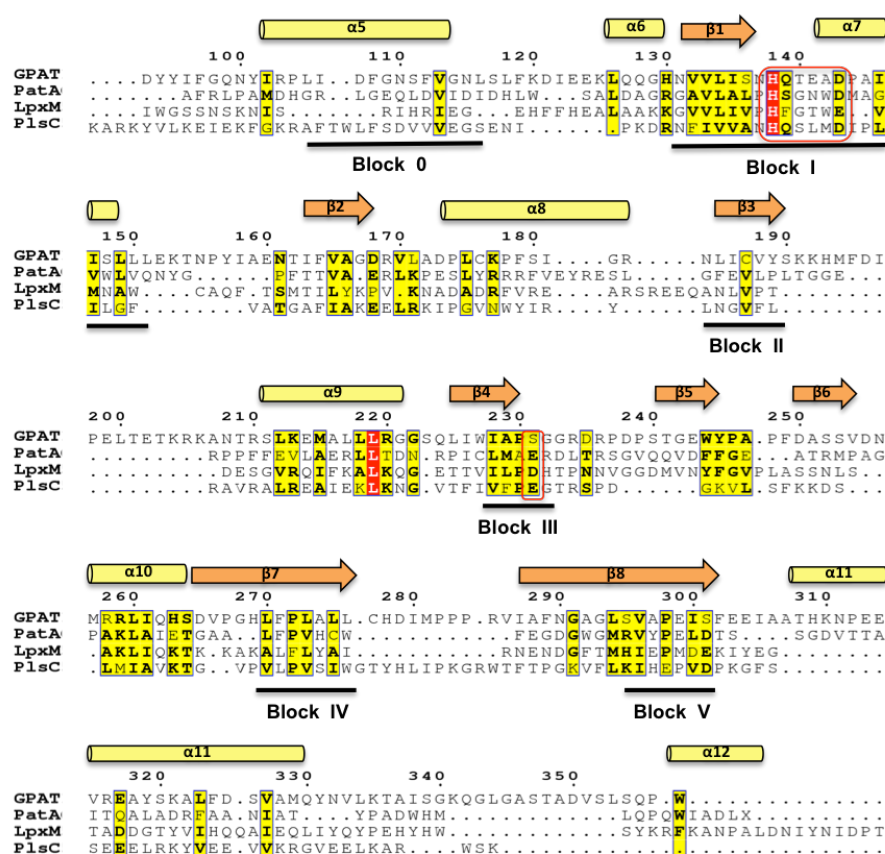 α5 α6 β1 α7
100 110 120 130 140
GPAT ....DYYIFGQNYIRPLI..DFGNSFVGNLSLFKDIEEKLQQGHNVVLISNHQTEADPAI
PatA .......AFRLPAMDHGR..LGEQLDVIDIDHLW...SALDAGRGAVLALPHSGNWDMAG
LpxM ....IWGSSNSKNIS.....RIHRIEG...EHFFHEALAAKKGVVLIVPHFGTWE...V
PlsC KARKYVLKEIEKFGKRAFTWLFSDVVVEGSENI.....PKDRNFIVVANHQSLMDIPL
Block 0 Block I
β2 α8 β3
150 160 170 180 190
GPAT ISLLLEKTNPYIAENTIFVAGDRVLADPLCKPFSI....GR...NLICVYSKKHMFDI
PatA VWLVQNYG.....PFTTVA.ERLKPESLYRRRFVEYRESL...GFEVLPLTGGE....
LpxM MNAW...CAQF.TSMTILYKPV.KNADADRFVRE...ARSREEQANLVPT........
PlsC ILGF.......VATGAFIAKEELRKIPGVNWYIR...Y.....LNGVFL.........
Block II
α9 β4 β5 β6
200 210 220 230 240 250
GPAT PELTETKRKANTRSLKEMALLLRGGSQLIWIAPSGGRDRPDPSTGEWYPA.PFDASSVDN
PatA .........RPPFFEVLAERLLTDN.RPICLMAERDLTRSGVQQVDFFGE..ATRMPAG
LpxM ..........DESGVRQIFKALKQG.ETTVILPDHTPNNVGGDMVNYFGVPLASSNLS.
PlsC .........RAVRALREAIEKLKNG.VTFIVFPEGTRSPD......GKVL.SFKKDS..
Block III
α10 β7 β8 α11
260 270 280 290 300 310
GPAT MRRLIQHSDVPGHLFPLALL.CHDIMPPP.RVIAFNGAGLSVAPEISFEEIAATHKNPEE
PatA PAKLAIETGAA..LFPVHCW...........FEGDGWGMRVYPELDTS...SGDVTTA
LpxM .AKLIQKTKKAKALFLYAI...........RNENDGFTMHIEPMDEKIYEG.......
PlsC .LMIAVKTG..VPVLPVSIWGTYHLIPKGRWTFTPGKVFLKIHEPVDPKGFS......
Block IV Block V
α11 α12
320 330 340 350
GPAT VREAYSKALFD.SVAMQYNVLKTAISGKQGLGASTADVSLSQP.W..............
PatA ITQALADRFAA.NIAT....YPADWHM..............LQPQWIADLX........
LpxM TADDGTYVIHQQAIEQLIYQYPEHYHW..............SYKRFKANPALDNIYNIDPT
PlsC SEEELRKYVEE.VVKRGVEELKAR...WSK.............................